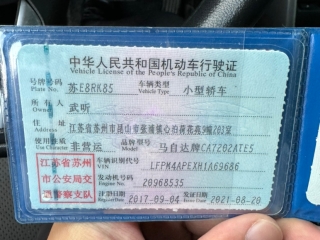 中华人民共和国机动车行驶证
Vehicle License of the People's Republic of China
号牌号码 Plate No. 苏E8RK85 车辆类型 Vehicle Type 小型轿车
所有人 Owner 武昕
住址 Address 江苏省苏州市昆山市张浦镇
使用性质 Use Character 非营运 品牌型号 Model 马自达牌CA7202ATE5
江苏省苏州市公安局交通警察支队
车辆识别代号 VIN LFPM4APEXH1A69686
发动机号码 Engine No. 20968535
注册日期 2017-09-04 发证日期 2021-08-20